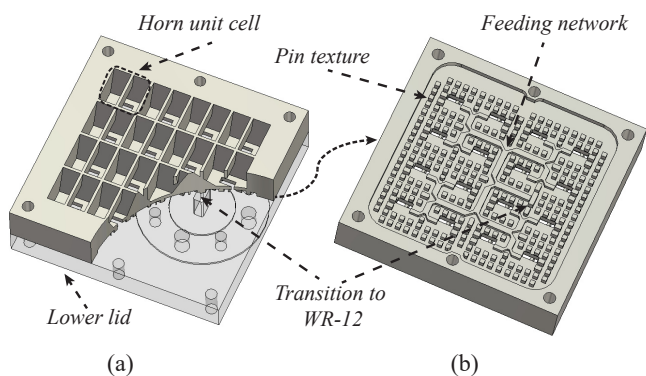 Horn unit cell
Feeding network
Pin texture
Lower lid
Transition to
WR-12
(a)
(b)